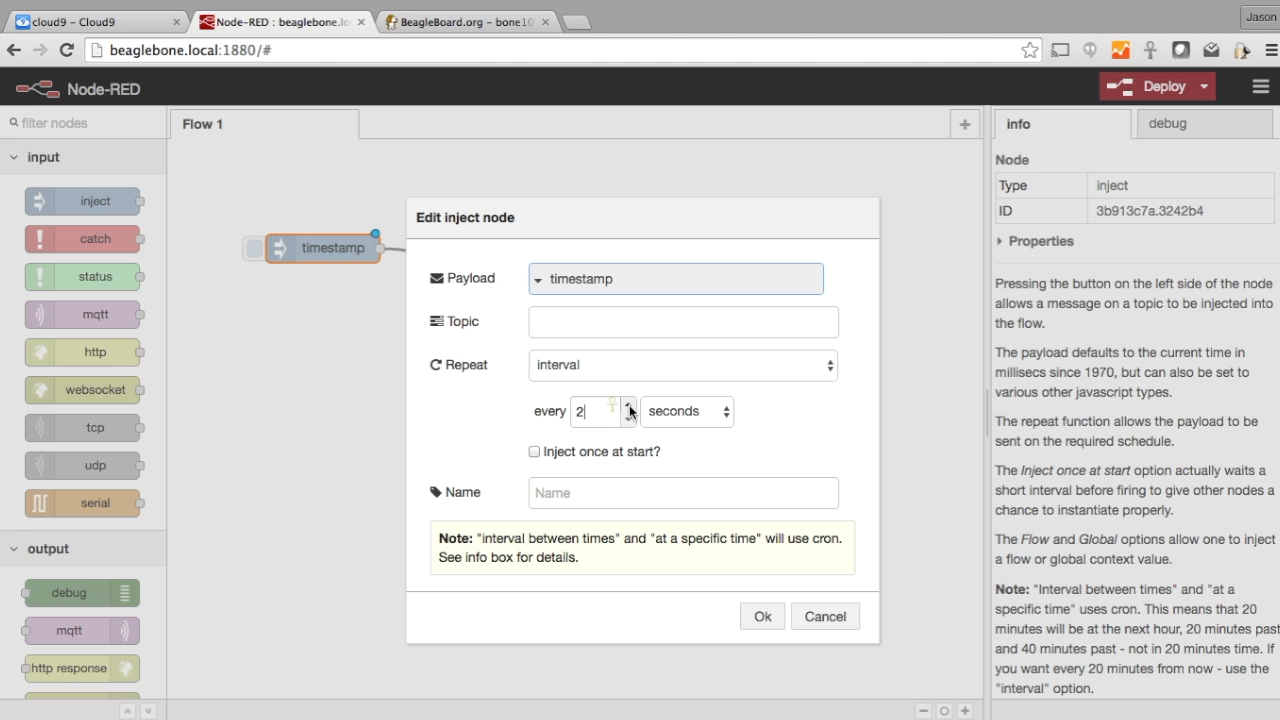 cloud9 – Cloud9
Node-RED : beaglebone.lo
BeagleBoard.org – bone10
Jason
beaglebone.local:1880/#
Node-RED
Deploy
filter nodes
Flow 1
info
debug
input
inject
catch
status
mqtt
http
websocket
tcp
udp
serial
output
debug
mqtt
http response
timestamp
Edit inject node
Payload
timestamp
Topic
Repeat
interval
every
2
seconds
Inject once at start?
Name
Name
Note: "interval between times" and "at a specific time" will use cron.
See info box for details.
Ok
Cancel
Node
Type
inject
ID
3b913c7a.3242b4
Properties
Pressing the button on the left side of the node
allows a message on a topic to be injected into
the flow.
The payload defaults to the current time in
millisecs since 1970, but can also be set to
various other javascript types.
The repeat function allows the payload to be
sent on the required schedule.
The Inject once at start option actually waits a
short interval before firing to give other nodes a
chance to instantiate properly.
The Flow and Global options allow one to inject
a flow or global context value.
Note: "Interval between times" and "at a
specific time" uses cron. This means that 20
minutes will be at the next hour, 20 minutes past
and 40 minutes past - not in 20 minutes time. If
you want every 20 minutes from now - use the
"interval" option.